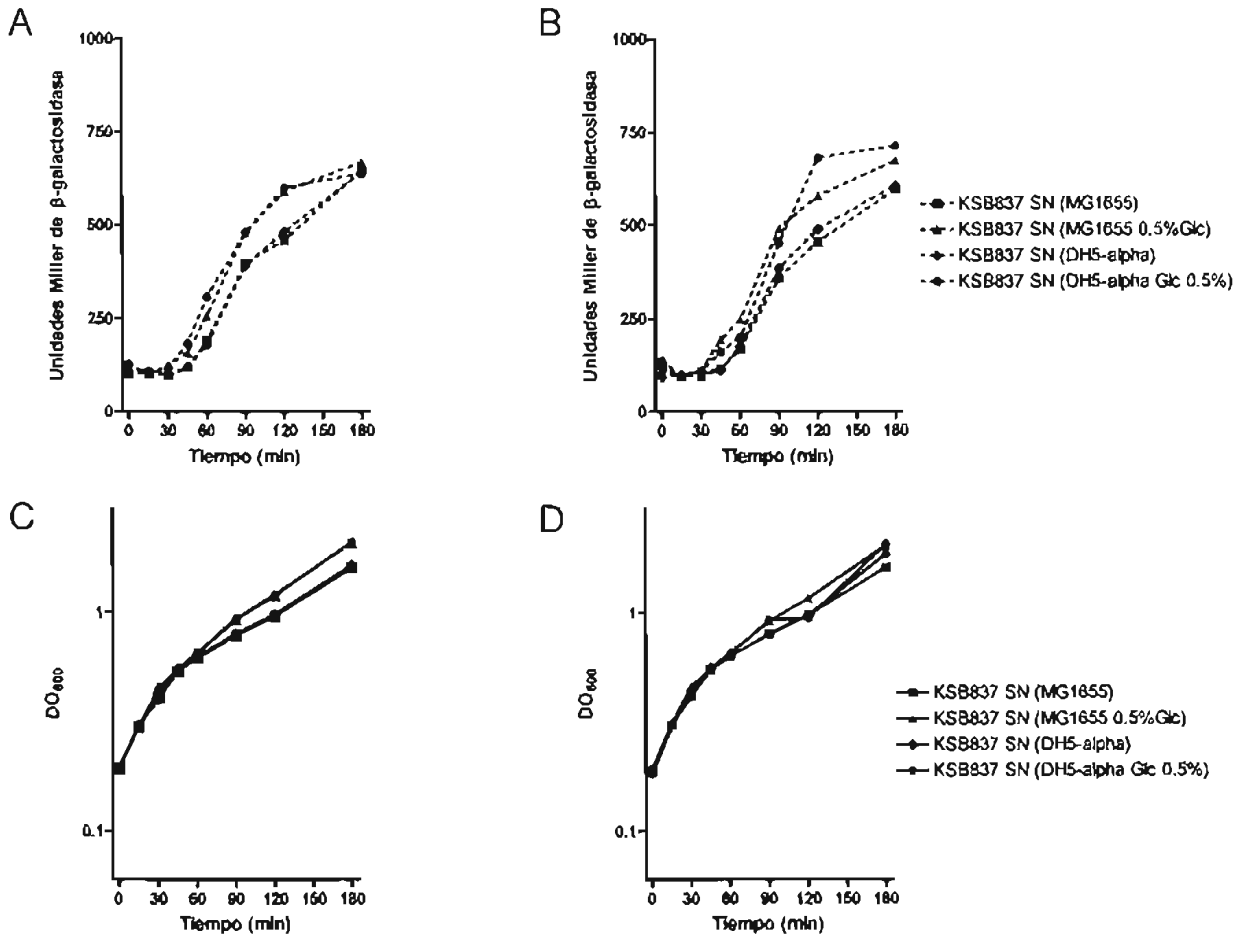 A
1000
750
500
250
0
Unidades Miller de β-galactosidasa
0 30 60 90 120 150 180
Tiempo (min)
B
1000
750
500
250
0
Unidades Miller de β-galactosidasa
0 30 60 90 120 150 180
Tiempo (min)
KSB837 SN (MG1655)
KSB837 SN (MG1655 0.5%Glc)
KSB837 SN (DH5-alpha)
KSB837 SN (DH5-alpha Glc 0.5%)
C
1
0.1
DO600
0 30 60 90 120 150 180
Tiempo (min)
D
1
0.1
DO600
0 30 60 90 120 150 180
Tiempo (min)
KSB837 SN (MG1655)
KSB837 SN (MG1655 0.5%Glc)
KSB837 SN (DH5-alpha)
KSB837 SN (DH5-alpha Glc 0.5%)